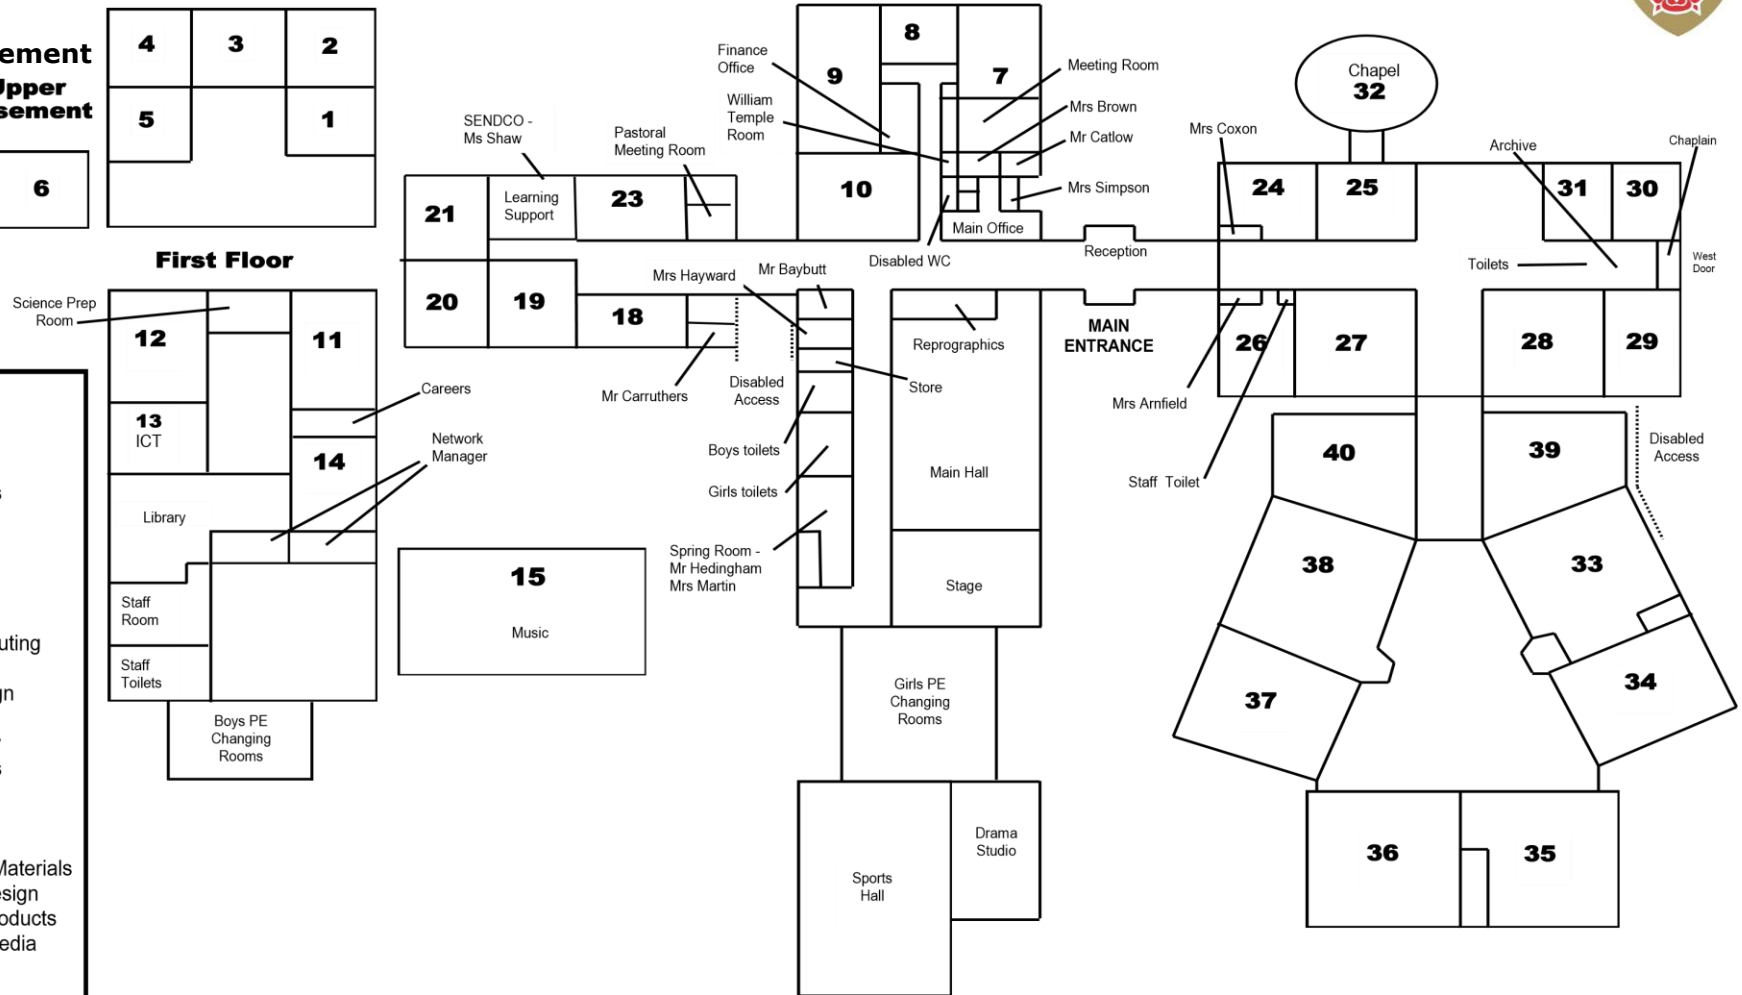 ement
Upper
sement
4
3
2
5
1
6
First Floor
Science Prep
Room
12
11
13
ICT
Careers
14
Network
Manager
Library
Staff
Room
Staff
Toilets
Boys PE
Changing
Rooms
s
uting
gn
s
Materials
esign
oducts
edia
SENDCO -
Ms Shaw
Pastoral
Meeting Room
21
Learning
Support
23
20
19
18
Mr Carruthers
Mrs Hayward
Mr Baybutt
Disabled
Access
Boys toilets
Girls toilets
Spring Room -
Mr Hedingham
Mrs Martin
Store
15
Music
Finance
Office
William
Temple
Room
8
9
7
10
Meeting Room
Mrs Brown
Mr Catlow
Mrs Simpson
Main Office
Disabled WC
Reception
Reprographics
MAIN
ENTRANCE
Main Hall
Stage
Girls PE
Changing
Rooms
Drama
Studio
Sports
Hall
Chapel
32
Mrs Coxon
Archive
Chaplain
24
25
31
30
Toilets
West
Door
26
27
28
29
Mrs Arnfield
Staff Toilet
40
39
Disabled
Access
38
33
37
34
36
35